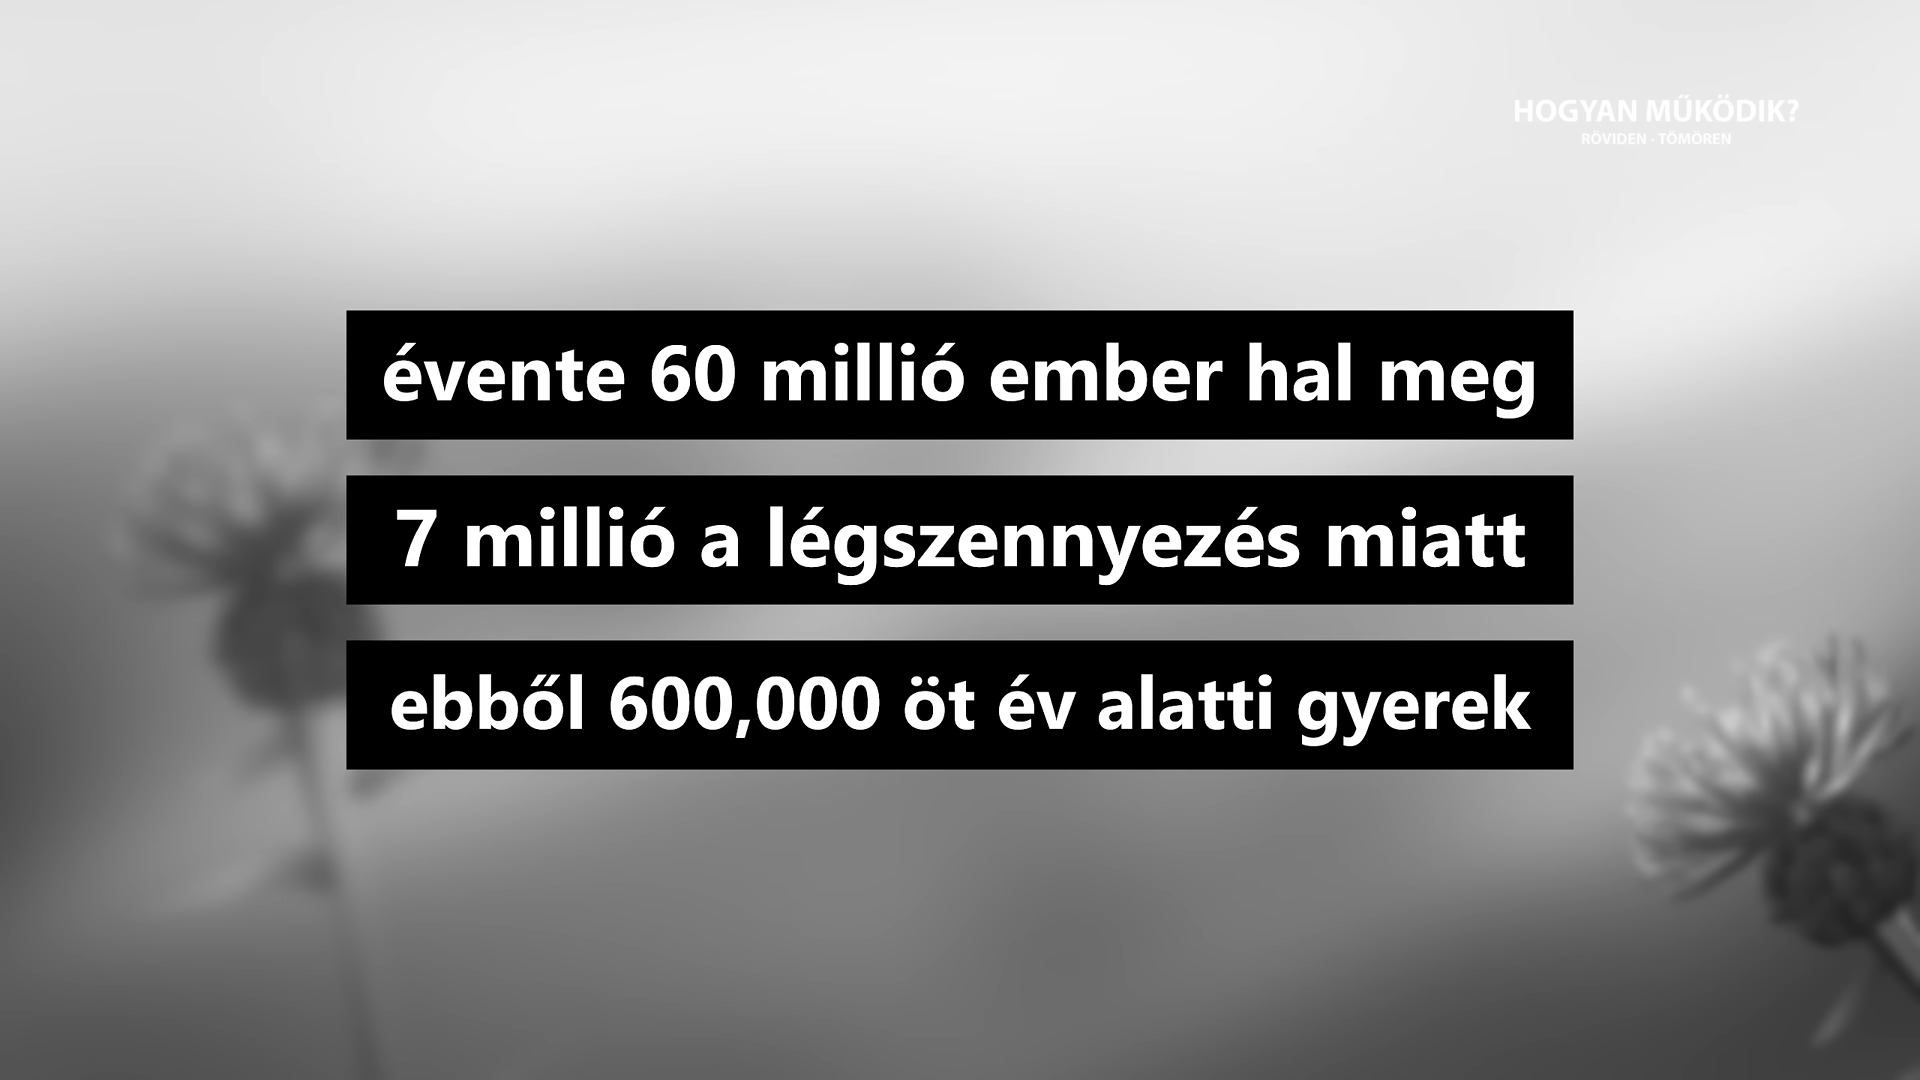 HOGYAN MŰKÖDIK?
RÖVIDEN - TÖMÖREN
évente 60 millió ember hal meg
7 millió a légszennyezés miatt
ebből 600,000 öt év alatti gyerek